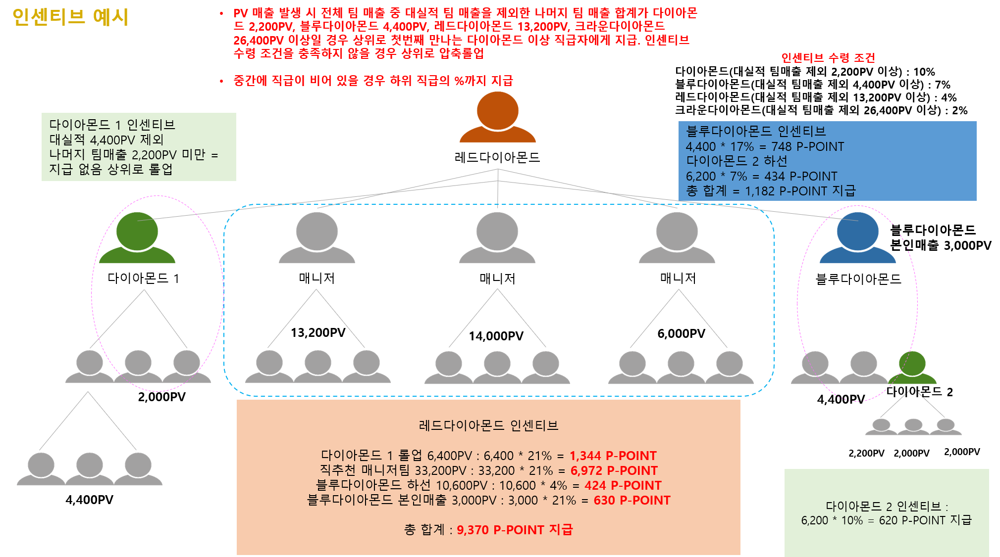 인센티브 예시
• PV 매출 발생 시 전체 팀 매출 중 대실적 팀 매출을 제외한 나머지 팀 매출 합계가 다이아몬
드 2,200PV, 블루다이아몬드 4,400PV, 레드다이아몬드 13,200PV, 크라운다이아몬드
26,400PV 이상일 경우 상위로 첫번째 만나는 다이아몬드 이상 직급자에게 지급. 인센티브
수령 조건을 충족하지 않을 경우 상위로 압축롤업
• 중간에 직급이 비어 있을 경우 하위 직급의 %까지 지급
인센티브 수령 조건
다이아몬드(대실적 팀매출 제외 2,200PV 이상) : 10%
블루다이아몬드(대실적 팀매출 제외 4,400PV 이상) : 7%
레드다이아몬드(대실적 팀매출 제외 13,200PV 이상) : 4%
크라운다이아몬드(대실적 팀매출 제외 26,400PV 이상) : 2%
다이아몬드 1 인센티브
대실적 4,400PV 제외
나머지 팀매출 2,200PV 미만 =
지급 없음 상위로 롤업
레드다이아몬드
블루다이아몬드 인센티브
4,400 * 17% = 748 P-POINT
다이아몬드 2 하선
6,200 * 7% = 434 P-POINT
총 합계 = 1,182 P-POINT 지급
블루다이아몬드
본인매출 3,000PV
다이아몬드 1
매니저
매니저
매니저
블루다이아몬드
13,200PV
14,000PV
6,000PV
2,000PV
4,400PV
다이아몬드 2
2,200PV
2,000PV
2,000PV
4,400PV
레드다이아몬드 인센티브
다이아몬드 1 롤업 6,400PV : 6,400 * 21% = 1,344 P-POINT
직추천 매니저팀 33,200PV : 33,200 * 21% = 6,972 P-POINT
블루다이아몬드 하선 10,600PV : 10,600 * 4% = 424 P-POINT
블루다이아몬드 본인매출 3,000PV : 3,000 * 21% = 630 P-POINT
총 합계 : 9,370 P-POINT 지급
다이아몬드 2 인센티브 :
6,200 * 10% = 620 P-POINT 지급